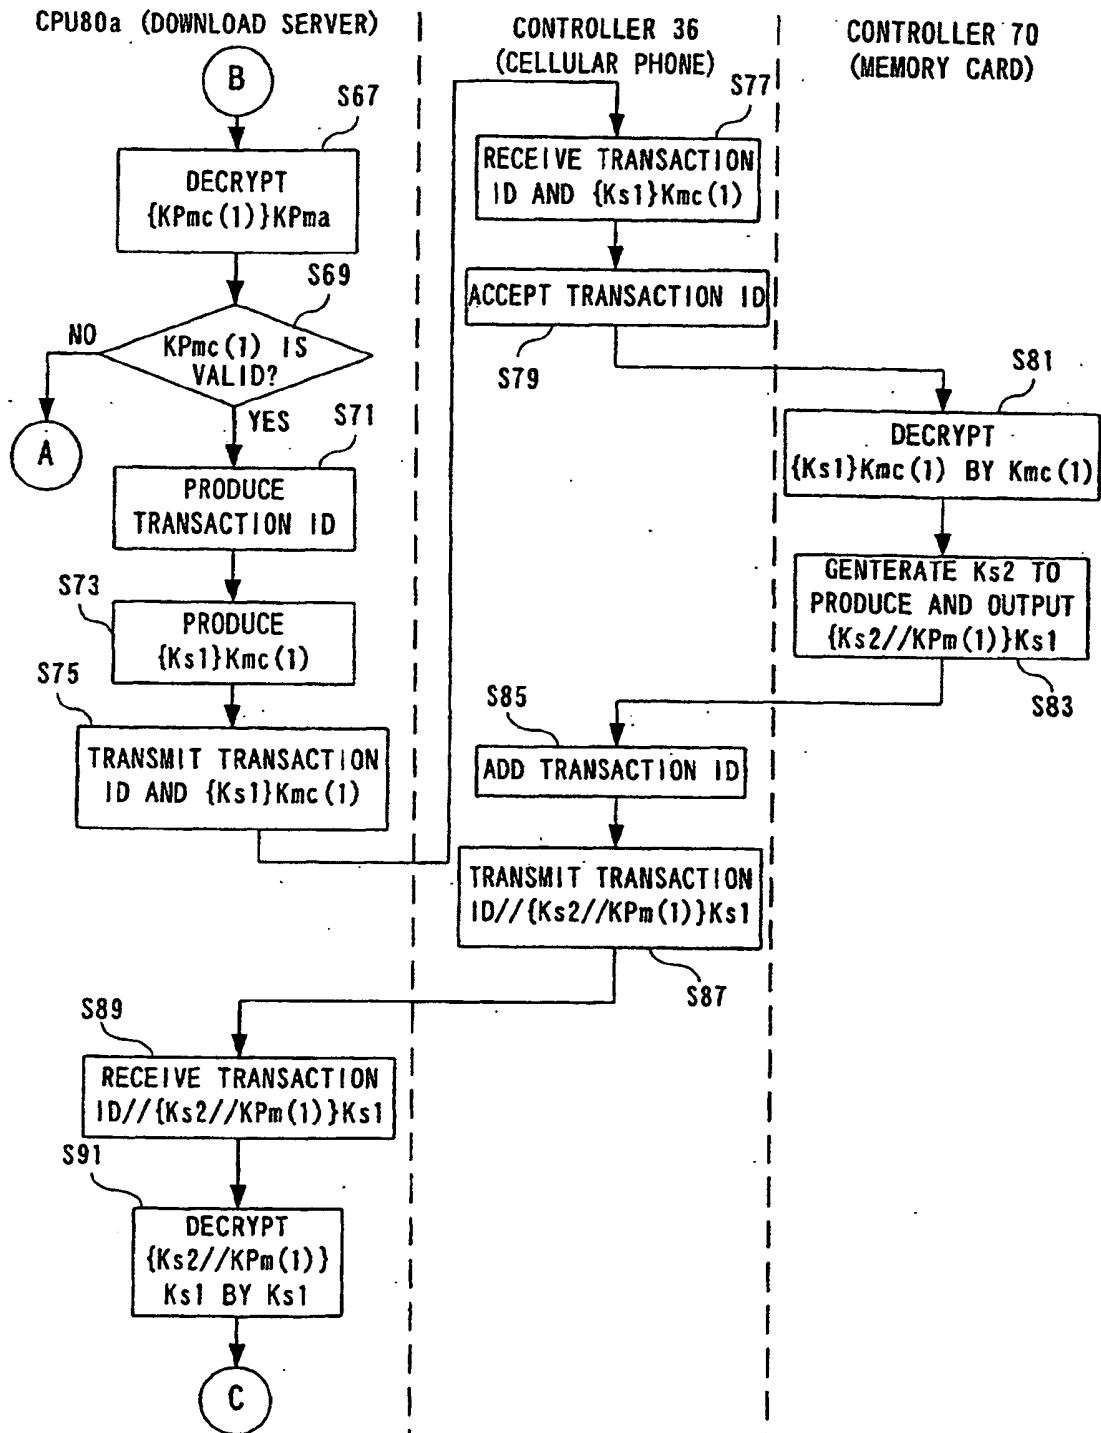 CPU80a (DOWNLOAD SERVER)
CONTROLLER 36
(CELLULAR PHONE)
CONTROLLER 70
(MEMORY CARD)
B
S67
DECRYPT
{KPmc(1)}KPma
S69
NO
KPmc(1) IS
VALID?
YES
A
S71
PRODUCE
TRANSACTION ID
S73
PRODUCE
{Ks1}Kmc(1)
S75
TRANSMIT TRANSACTION
ID AND {Ks1}Kmc(1)
S77
RECEIVE TRANSACTION
ID AND {Ks1}Kmc(1)
ACCEPT TRANSACTION ID
S79
S81
DECRYPT
{Ks1}Kmc(1) BY Kmc(1)
GENTERATE Ks2 TO
PRODUCE AND OUTPUT
{Ks2//KPm(1)}Ks1
S83
S85
ADD TRANSACTION ID
TRANSMIT TRANSACTION
ID//{Ks2//KPm(1)}Ks1
S87
S89
RECEIVE TRANSACTION
ID//{Ks2//KPm(1)}Ks1
S91
DECRYPT
{Ks2//KPm(1)}
Ks1 BY Ks1
C